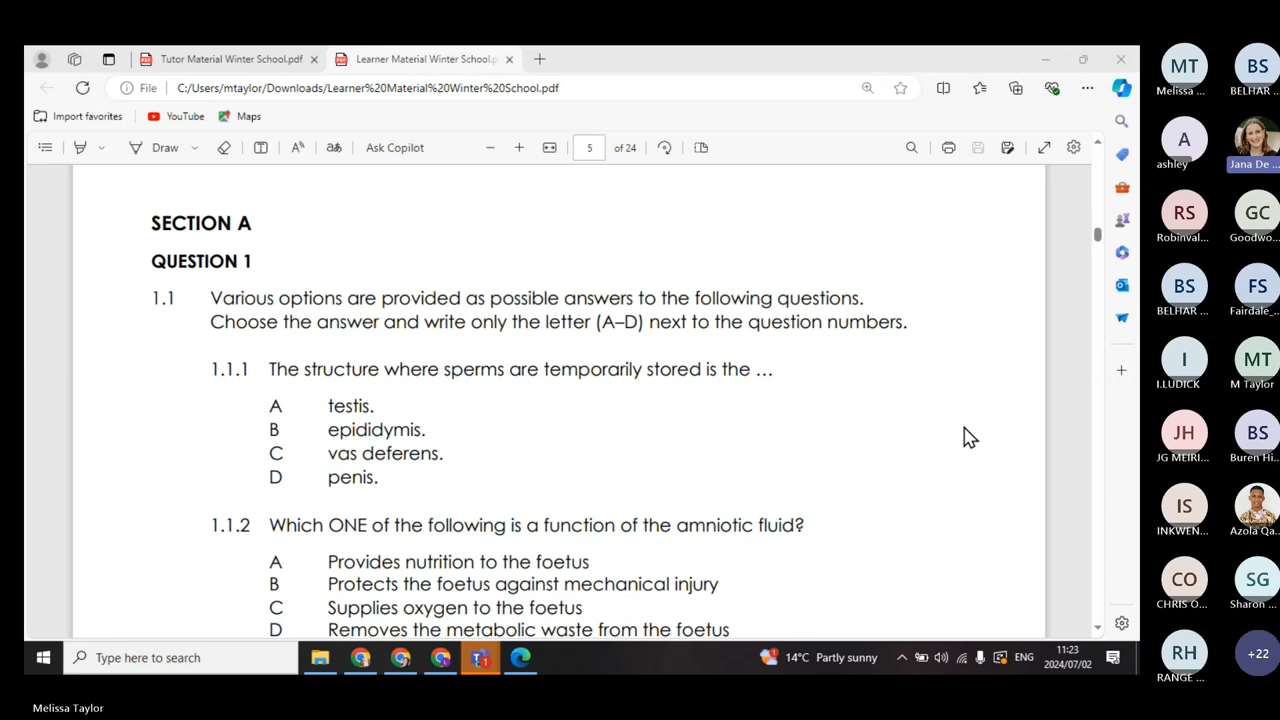 Tutor Material Winter School.pdf
Learner Material Winter School.p
File C:/Users/mtaylor/Downloads/Learner%20Material%20Winter%20School.pdf
Import favorites YouTube Maps
Draw aあ Ask Copilot 5 of 24
SECTION A
QUESTION 1
1.1 Various options are provided as possible answers to the following questions.
Choose the answer and write only the letter (A–D) next to the question numbers.
1.1.1 The structure where sperms are temporarily stored is the …
A testis.
B epididymis.
C vas deferens.
D penis.
1.1.2 Which ONE of the following is a function of the amniotic fluid?
A Provides nutrition to the foetus
B Protects the foetus against mechanical injury
C Supplies oxygen to the foetus
D Removes the metabolic waste from the foetus
Type here to search
14°C Partly sunny
ENG
11:23
2024/07/02
MT BS
Melissa ... BELHAR ...
A
ashley Jana De ...
RS GC
Robinval... Goodwo...
BS FS
BELHAR ... Fairdale_...
I MT
I.LUDICK M Taylor
JH BS
JG MEIRI... Buren Hi...
IS
INKWEN... Azola Qa...
CO SG
CHRIS O... Sharon ...
RH +22
RANGE ...
Melissa Taylor